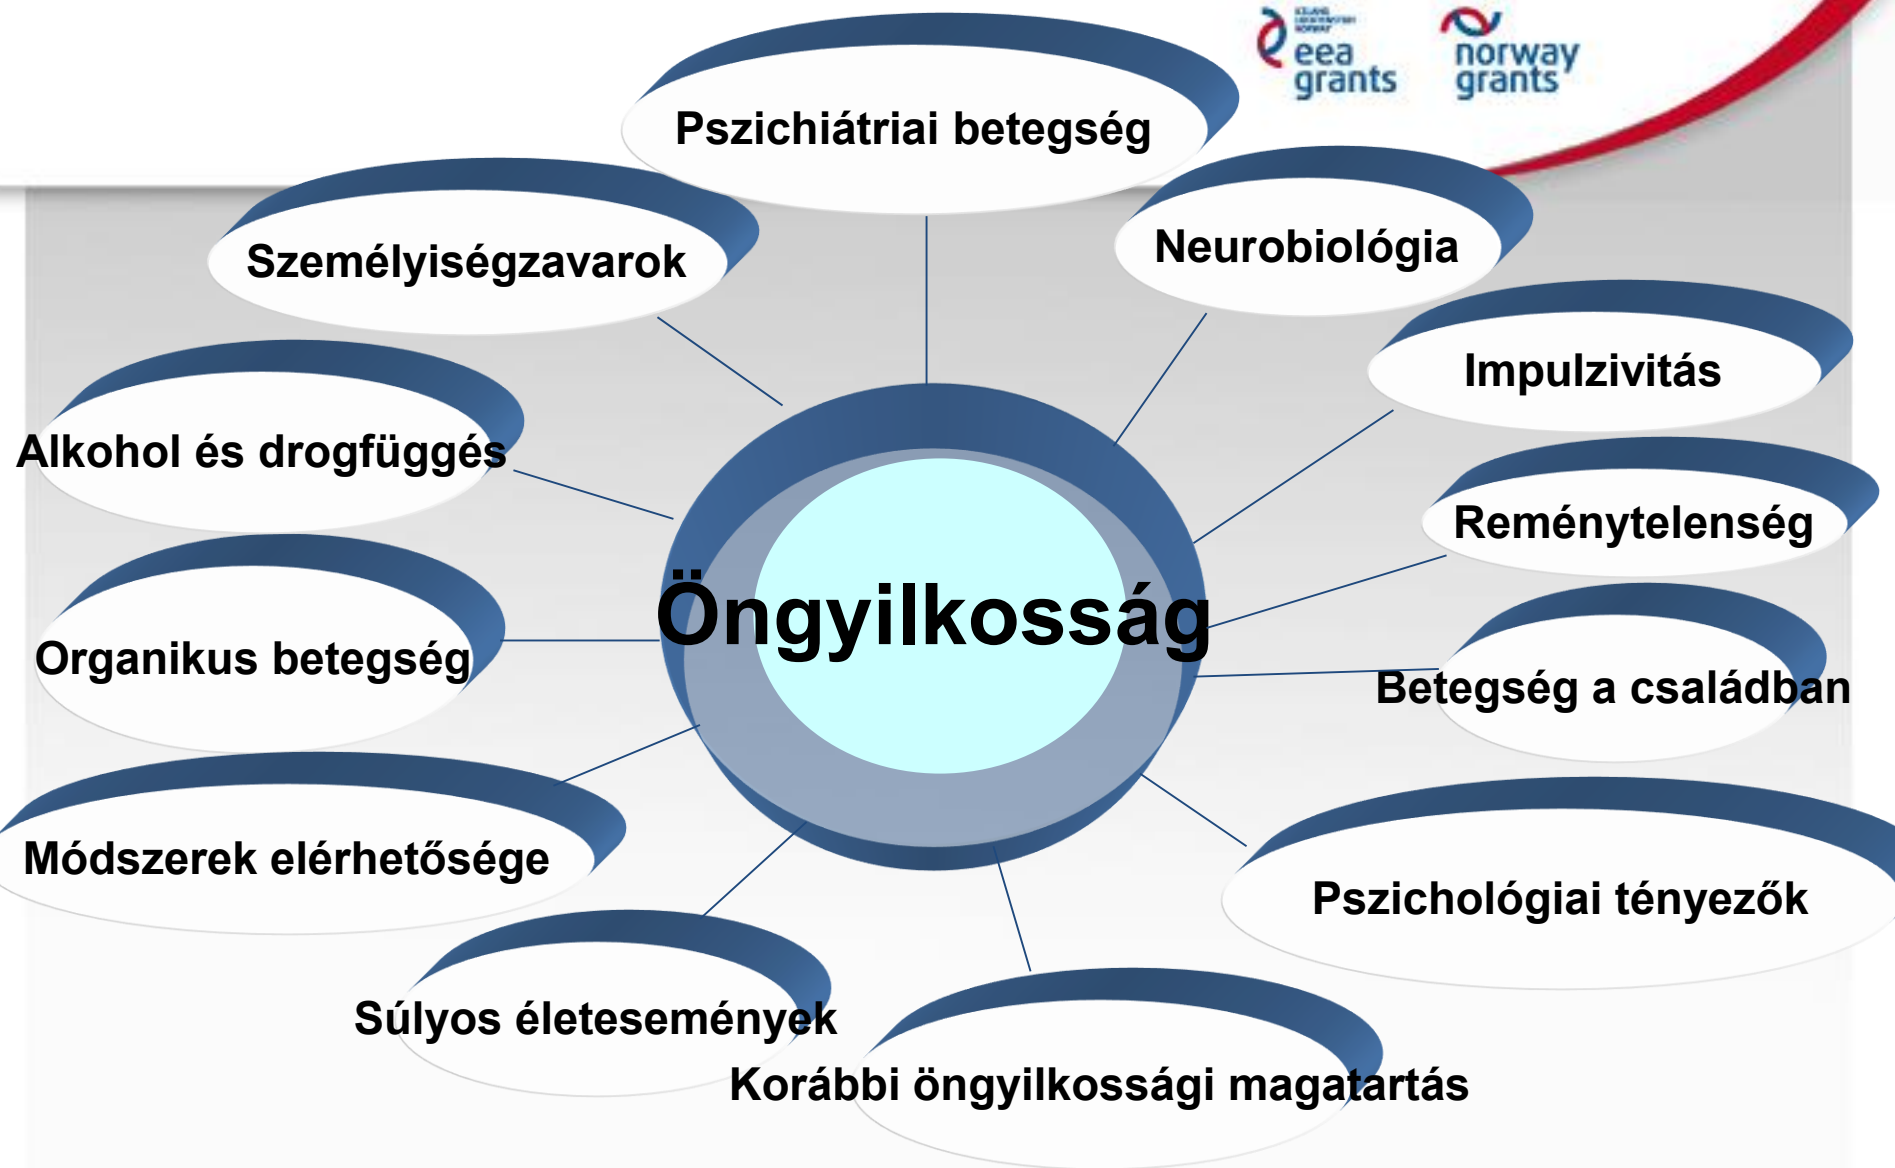 eea
grants
norway
grants
Pszichiátriai betegség
Személyiségzavarok
Neurobiológia
Impulzivitás
Alkohol és drogfüggés
Reménytelenség
Öngyilkosság
Organikus betegség
Betegség a családban
Módszerek elérhetősége
Pszichológiai tényezők
Súlyos életesemények
Korábbi öngyilkossági magatartás